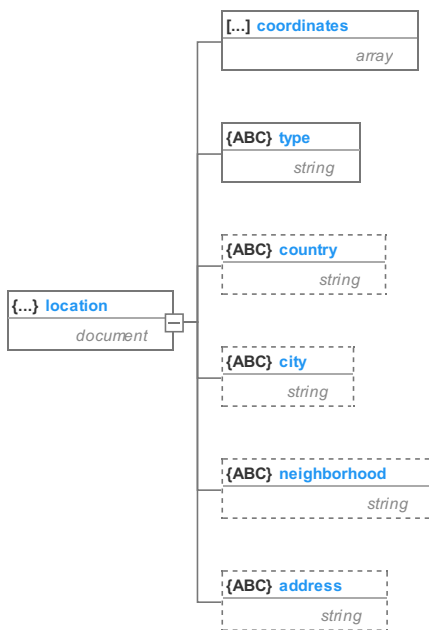 [...] coordinates
array
{ABC} type
string
{ABC} country
string
{...} location
document
{ABC} city
string
{ABC} neighborhood
string
{ABC} address
string